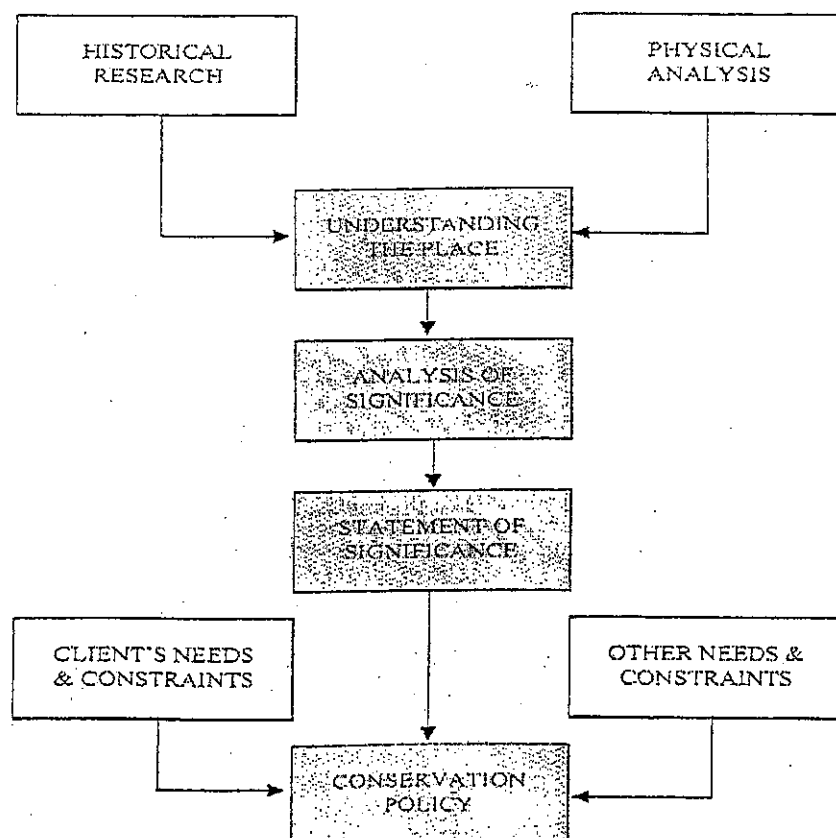 HISTORICAL
RESEARCH
PHYSICAL
ANALYSIS
UNDERSTANDING
THE PLACE
ANALYSIS OF
SIGNIFICANCE
STATEMENT OF
SIGNIFICANCE
CLIENT'S NEEDS
& CONSTRAINTS
OTHER NEEDS &
CONSTRAINTS
CONSERVATION
POLICY